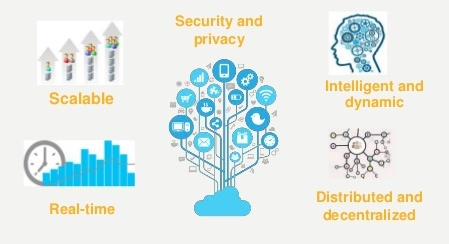 Security and
privacy
Scalable
Intelligent and
dynamic
Real-time
Distributed and
decentralized